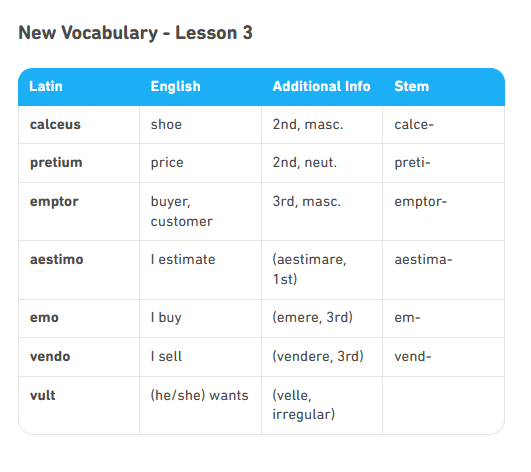 New Vocabulary - Lesson 3
Latin English Additional Info Stem
calceus shoe 2nd, masc. calce-
pretium price 2nd, neut. preti-
emptor buyer, 3rd, masc. emptor-
customer
aestimo I estimate (aestimare, aestima-
1st)
emo I buy (emere, 3rd) em-
vendo I sell (vendere, 3rd) vend-
vult (he/she) wants (velle,
irregular)